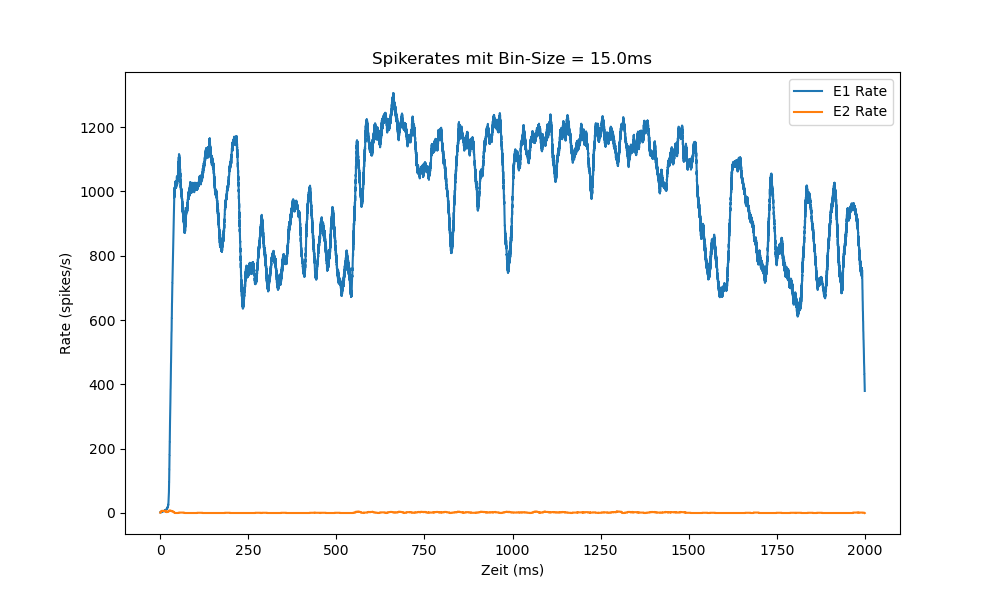 Spikerates mit Bin-Size = 15.0ms
E1 Rate
E2 Rate
Rate (spikes/s)
1200
1000
800
600
400
200
0
0 250 500 750 1000 1250 1500 1750 2000
Zeit (ms)